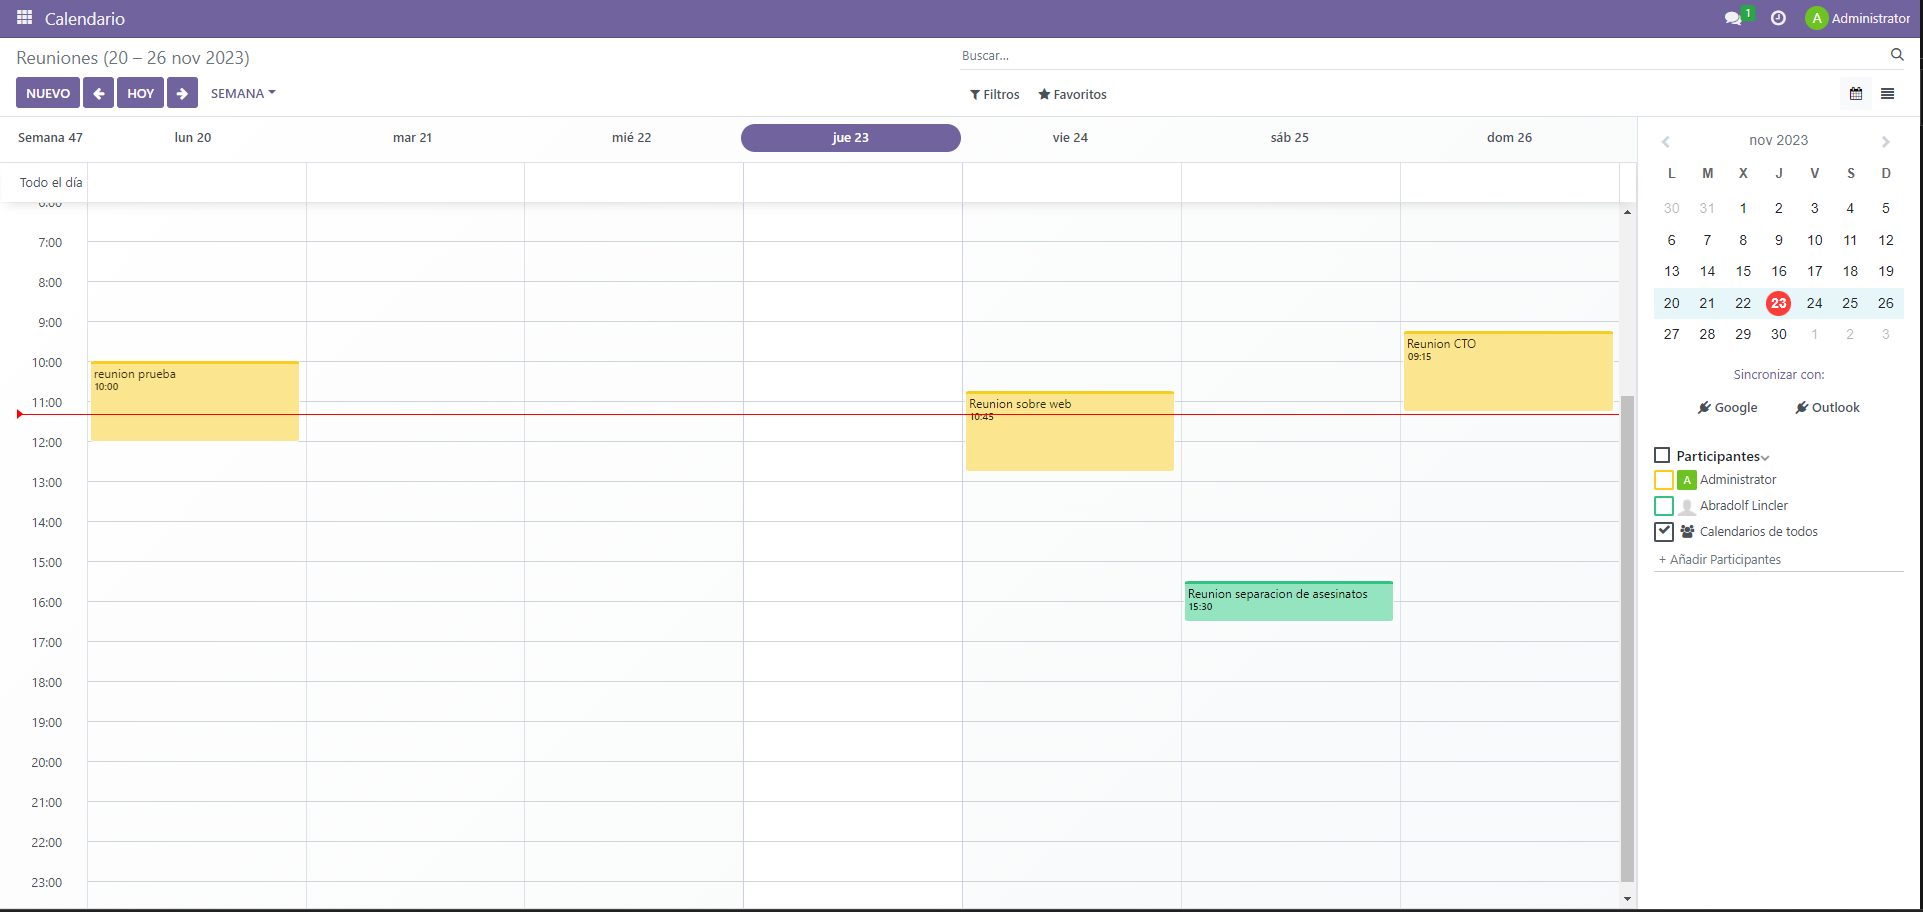 Calendario
1
A Administrator
Reuniones (20 – 26 nov 2023)
Buscar...
NUEVO HOY SEMANA
Filtros Favoritos
Semana 47 lun 20 mar 21 mié 22 jue 23 vie 24 sáb 25 dom 26
Todo el día
6:00
7:00
8:00
9:00
10:00
11:00
12:00
13:00
14:00
15:00
16:00
17:00
18:00
19:00
20:00
21:00
22:00
23:00
reunion prueba
10:00
Reunion sobre web
10:45
Reunion separacion de asesinatos
15:30
Reunion CTO
09:15
nov 2023
L M X J V S D
30 31 1 2 3 4 5
6 7 8 9 10 11 12
13 14 15 16 17 18 19
20 21 22 23 24 25 26
27 28 29 30 1 2 3
Sincronizar con:
Google Outlook
Participantes
A Administrator
Abradolf Lincler
Calendarios de todos
+ Añadir Participantes